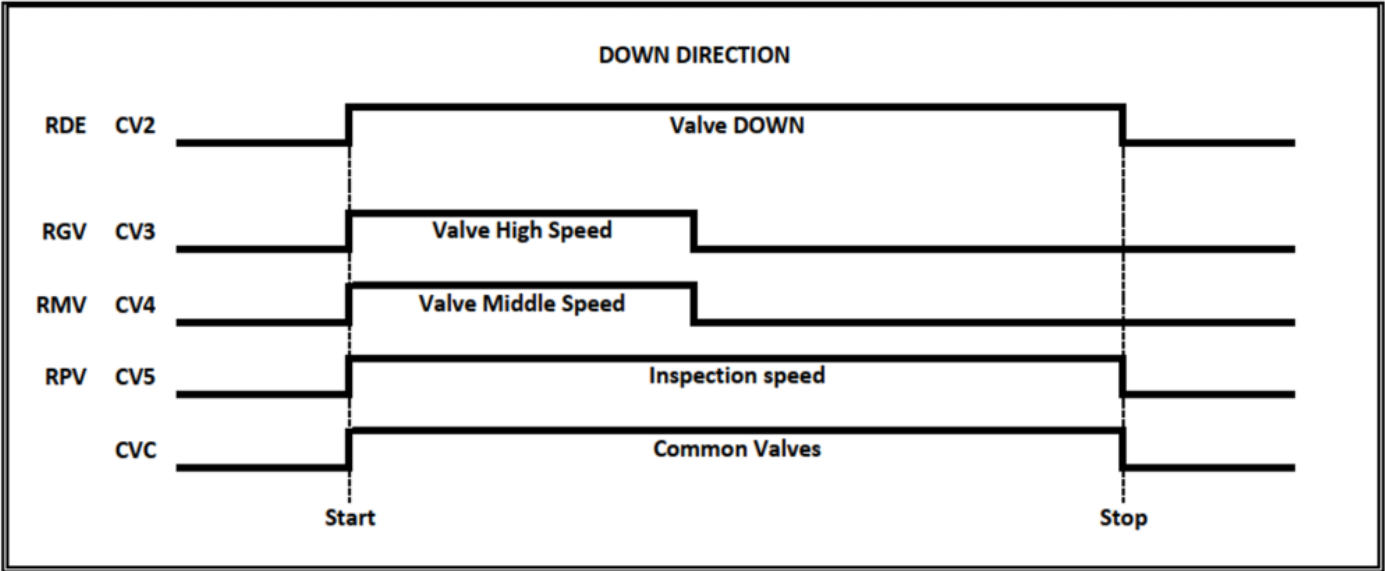 DOWN DIRECTION
RDE CV2 Valve DOWN
RGV CV3 Valve High Speed
RMV CV4 Valve Middle Speed
RPV CV5 Inspection speed
CVC Common Valves
Start Stop